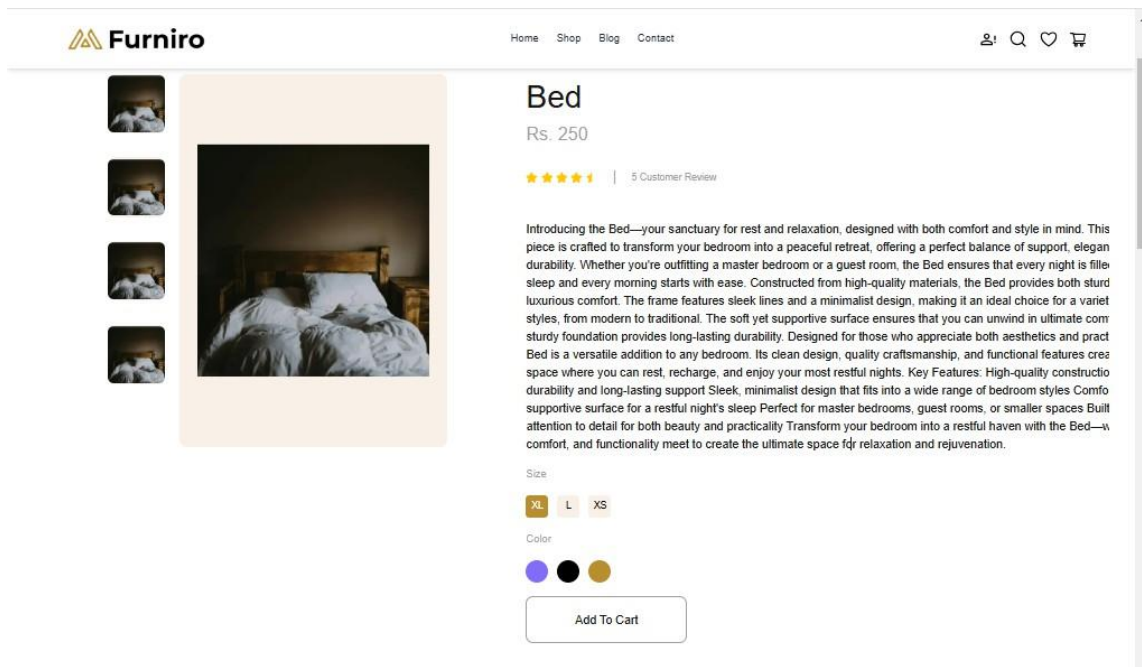 Furniro
Home Shop Blog Contact
Bed
Rs. 250
5 Customer Review
Introducing the Bed—your sanctuary for rest and relaxation, designed with both comfort and style in mind. This
piece is crafted to transform your bedroom into a peaceful retreat, offering a perfect balance of support, elegan
durability. Whether you're outfitting a master bedroom or a guest room, the Bed ensures that every night is fille
sleep and every morning starts with ease. Constructed from high-quality materials, the Bed provides both sturd
luxurious comfort. The frame features sleek lines and a minimalist design, making it an ideal choice for a variet
styles, from modern to traditional. The soft yet supportive surface ensures that you can unwind in ultimate com
sturdy foundation provides long-lasting durability. Designed for those who appreciate both aesthetics and pract
Bed is a versatile addition to any bedroom. Its clean design, quality craftsmanship, and functional features crea
space where you can rest, recharge, and enjoy your most restful nights. Key Features: High-quality constructio
durability and long-lasting support Sleek, minimalist design that fits into a wide range of bedroom styles Comfo
supportive surface for a restful night's sleep Perfect for master bedrooms, guest rooms, or smaller spaces Built
attention to detail for both beauty and practicality Transform your bedroom into a restful haven with the Bed—w
comfort, and functionality meet to create the ultimate space for relaxation and rejuvenation.
Size
XL L XS
Color
Add To Cart